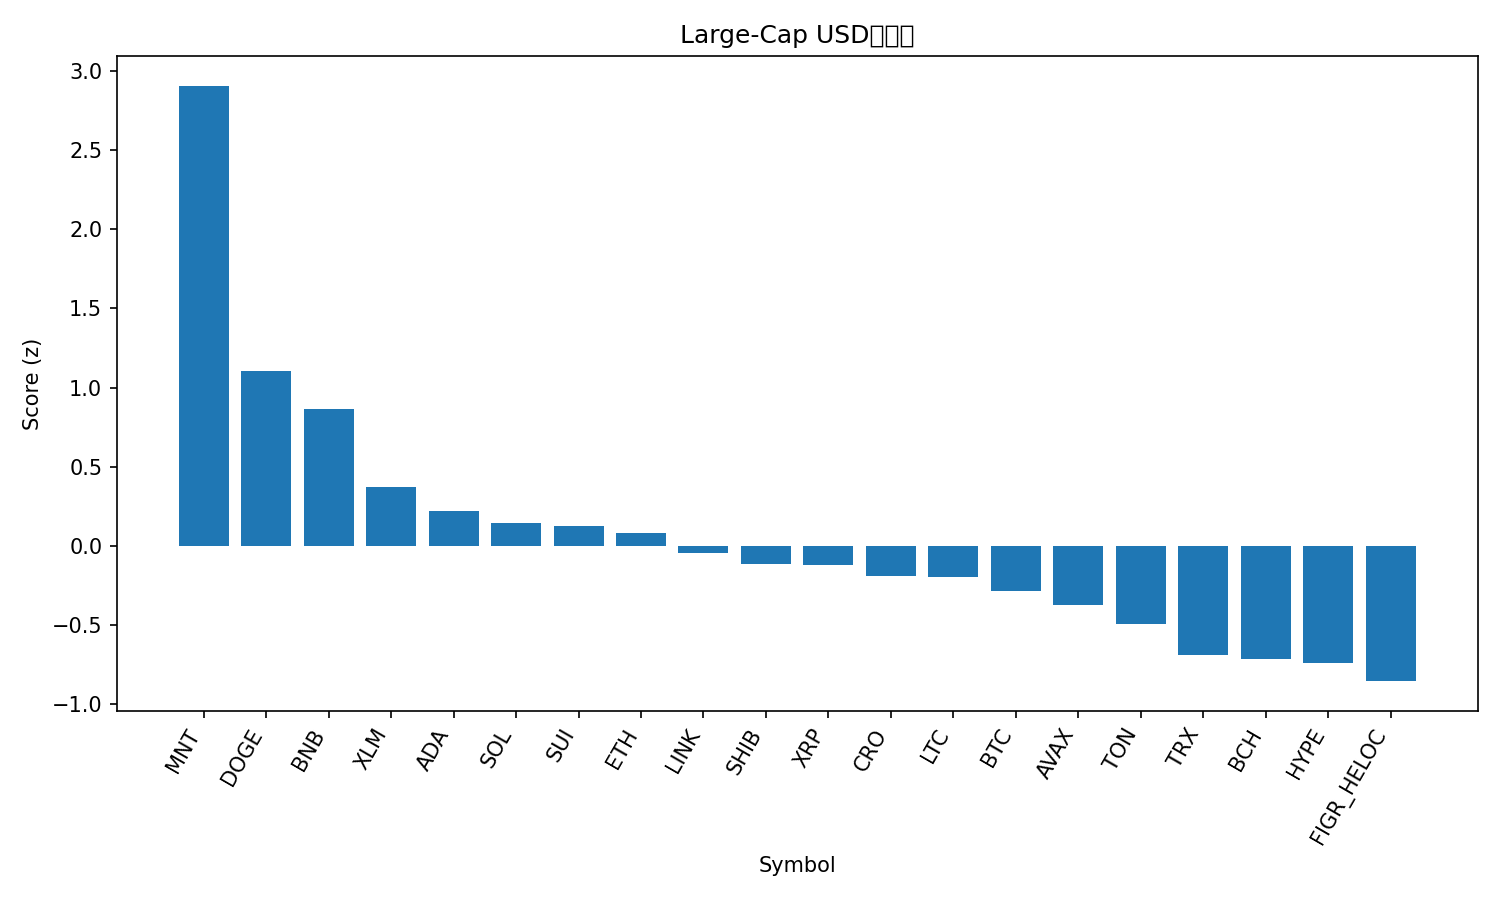 Large-Cap USD
Score (z)
3.0
2.5
2.0
1.5
1.0
0.5
0.0
−0.5
−1.0
MNT
DOGE
BNB
XLM
ADA
SOL
SUI
ETH
LINK
SHIB
XRP
CRO
LTC
BTC
AVAX
TON
TRX
BCH
HYPE
FIGR_HELOC
Symbol